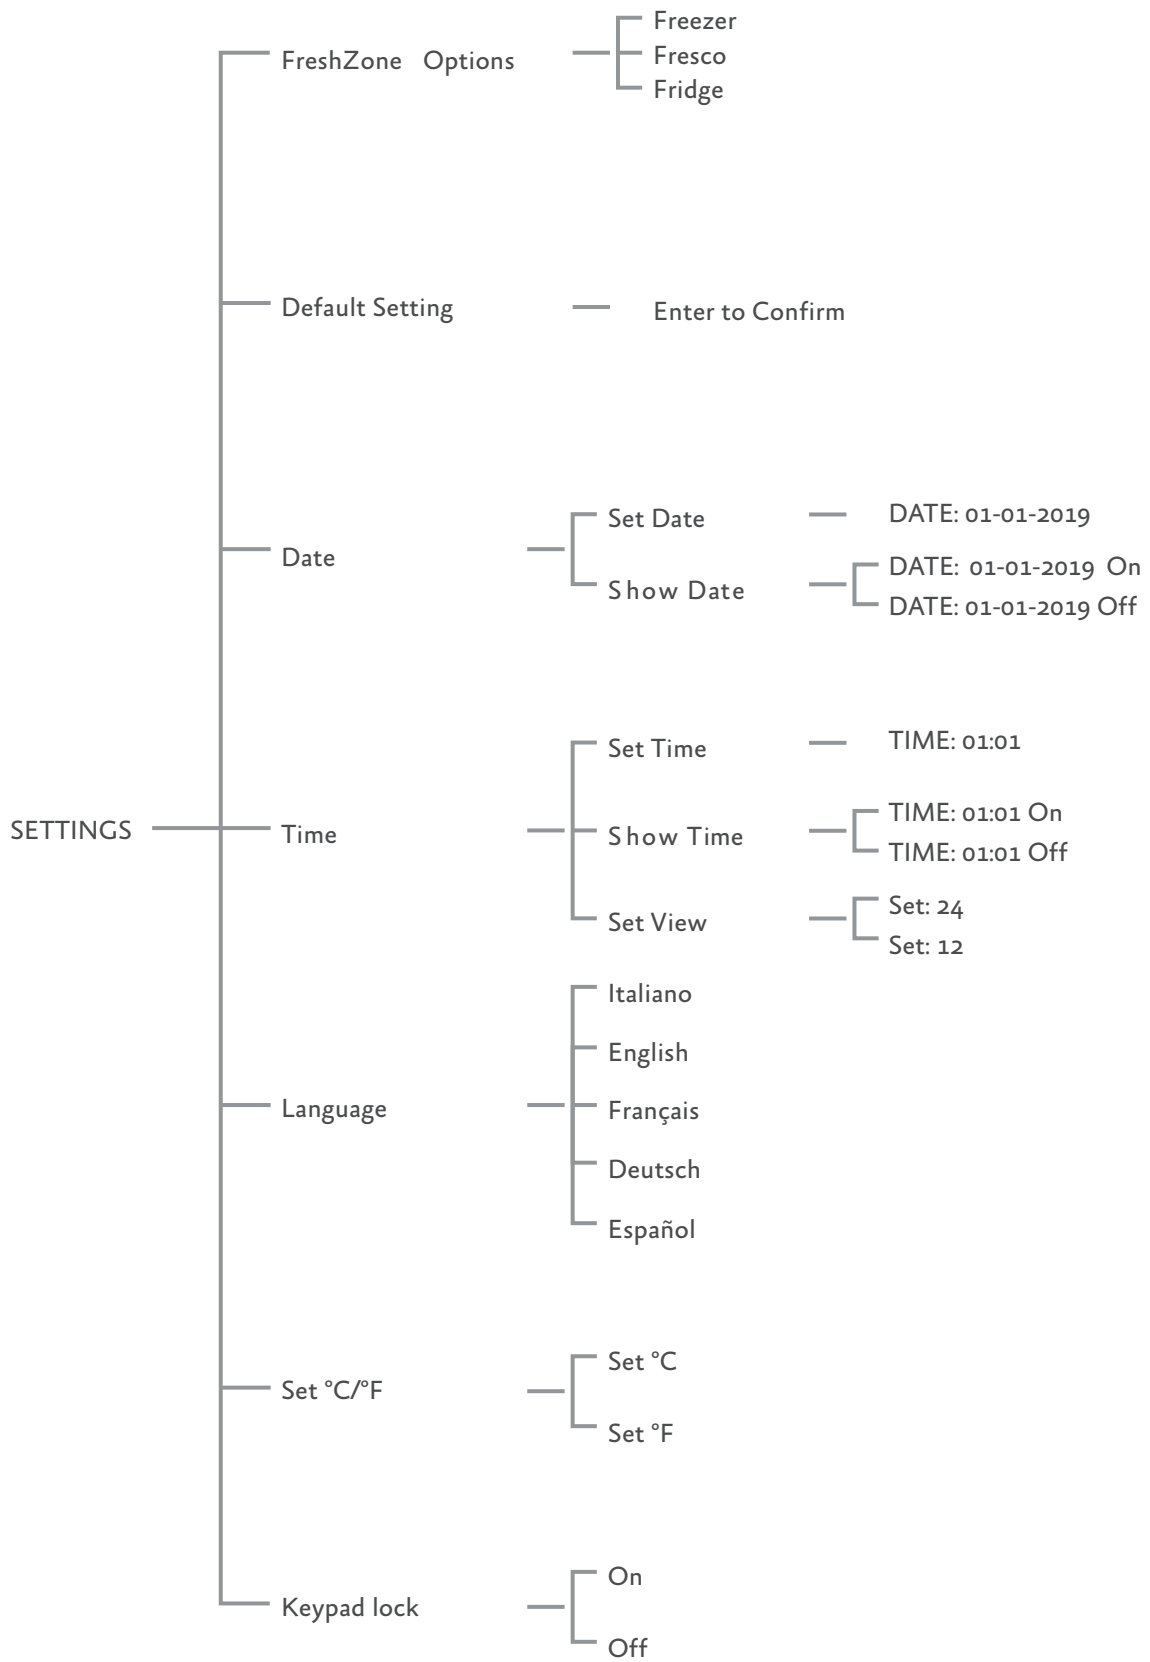 FreshZone Options
Freezer
Fresco
Fridge
Default Setting
Enter to Confirm
Date
Set Date
DATE: 01-01-2019
Show Date
DATE: 01-01-2019 On
DATE: 01-01-2019 Off
SETTINGS
Time
Set Time
TIME: 01:01
Show Time
TIME: 01:01 On
TIME: 01:01 Off
Set View
Set: 24
Set: 12
Language
Italiano
English
Français
Deutsch
Español
Set °C/°F
Set °C
Set °F
Keypad lock
On
Off